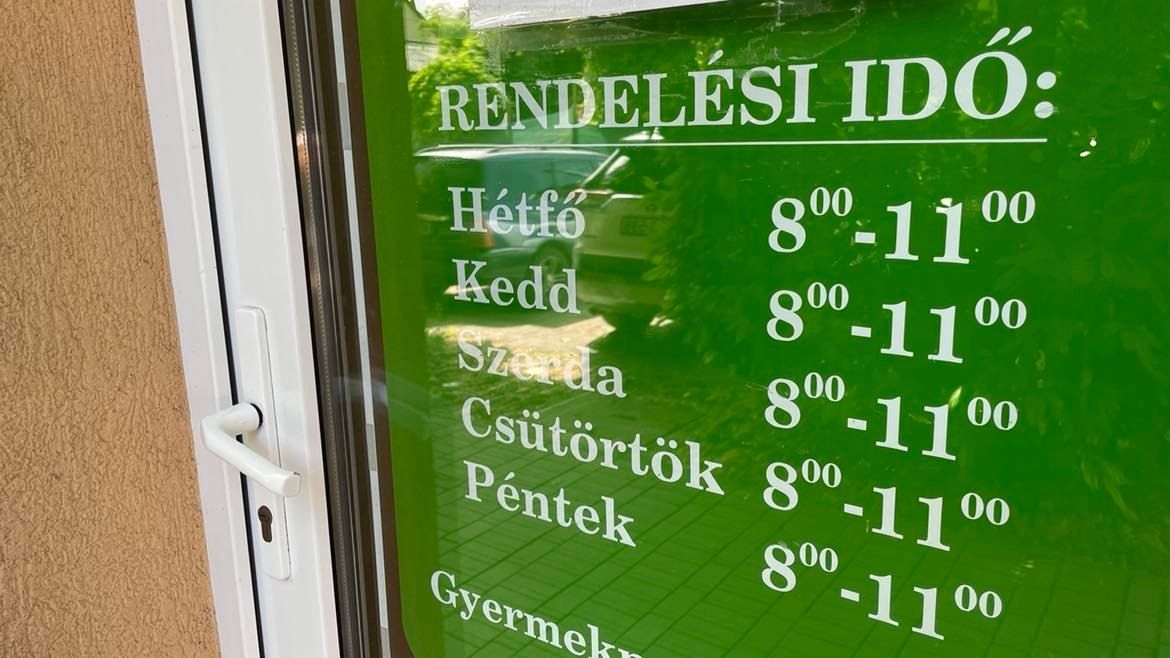 RENDELÉSI IDŐ:
Hétfő 8⁰⁰-11⁰⁰
Kedd 8⁰⁰-11⁰⁰
Szerda 8⁰⁰-11⁰⁰
Csütörtök 8⁰⁰-11⁰⁰
Péntek 8⁰⁰-11⁰⁰